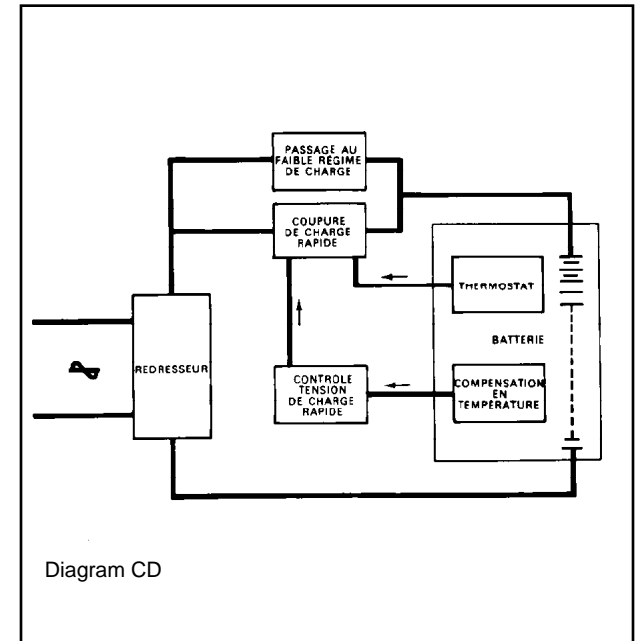 PASSAGE AU
FAIBLE RÉGIME
DE CHARGE
COUPURE
DE CHARGE
RAPIDE
THERMOSTAT
BATTERIE
REDRESSEUR
CONTROLE
TENSION
DE CHARGE
RAPIDE
COMPENSATION
EN
TEMPÉRATURE
Diagram CD